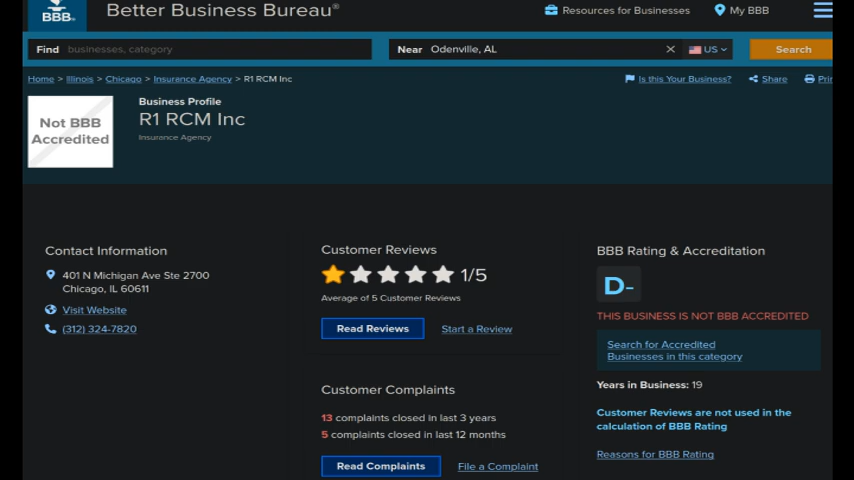 BBB.
Better Business Bureau®
Resources for Businesses
My BBB
Find businesses, category
Near Odenville, AL
US
Search
Home > Illinois > Chicago > Insurance Agency > R1 RCM Inc
Is this Your Business?
Share
Prin
Not BBB
Accredited
Business Profile
R1 RCM Inc
Insurance Agency
Contact Information
401 N Michigan Ave Ste 2700
Chicago, IL 60611
Visit Website
(312) 324-7820
Customer Reviews
1/5
Average of 5 Customer Reviews
Read Reviews
Start a Review
Customer Complaints
13 complaints closed in last 3 years
5 complaints closed in last 12 months
Read Complaints
File a Complaint
BBB Rating & Accreditation
D-
THIS BUSINESS IS NOT BBB ACCREDITED
Search for Accredited
Businesses in this category
Years in Business: 19
Customer Reviews are not used in the
calculation of BBB Rating
Reasons for BBB Rating